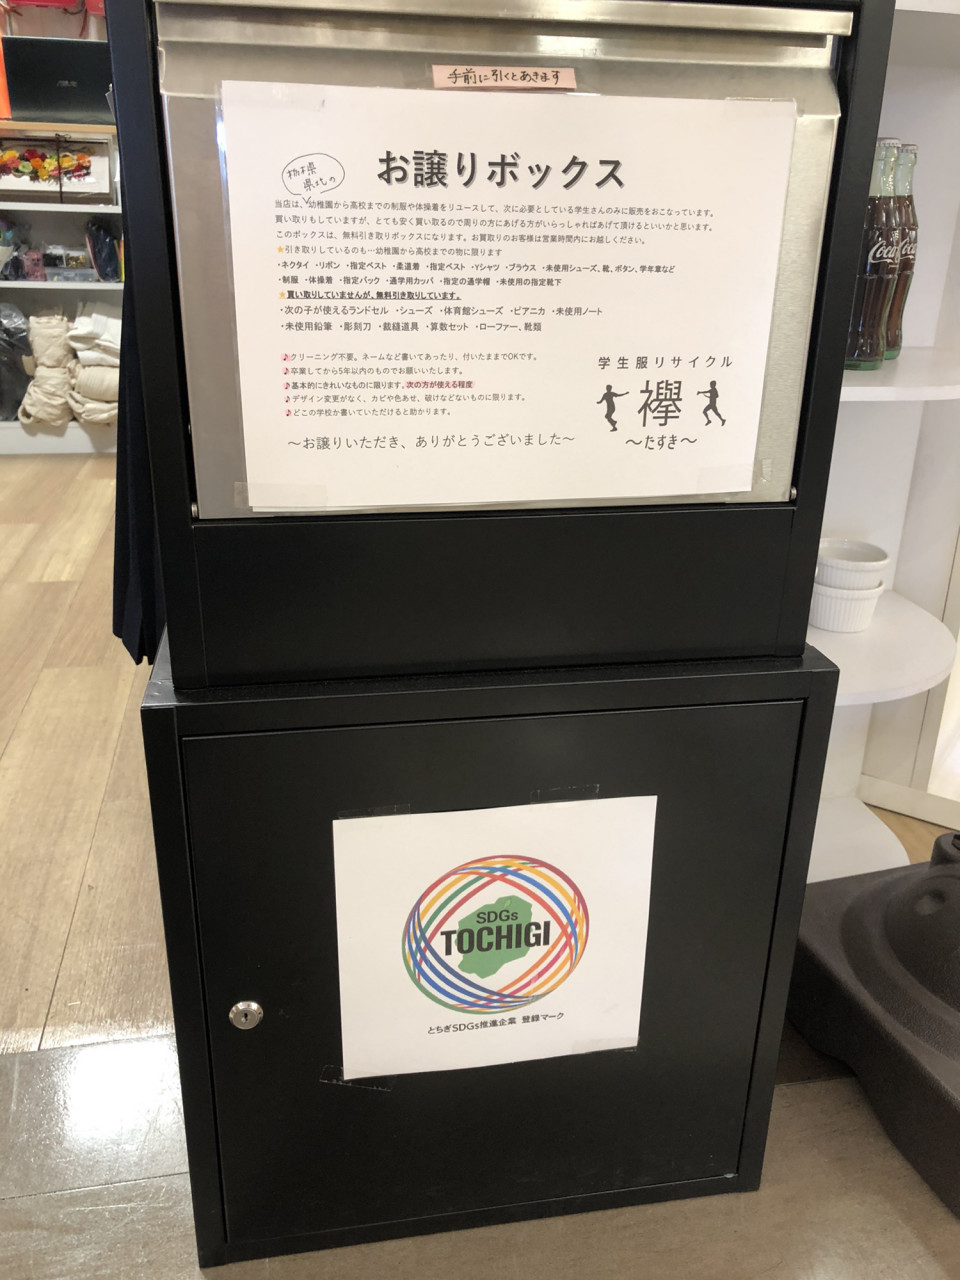 手前に引くとあきます
お譲りボックス
栃木県
県北の
当店は、幼稚園から高校までの制服や体操着をリユースして、次に必要としている学生さんのみに販売をおこなっています。
買い取りもしていますが、とても安く買い取るので周りの方にあげる方がいらっしゃればあげて頂けるといいかと思います。
このボックスは、無料引き取りボックスになります。お買取りのお客様は営業時間内にお越しください。
★引き取りしているのも…幼稚園から高校までの物に限ります
・ネクタイ ・リボン ・指定ベスト ・柔道着 ・指定ベスト ・Yシャツ ・ブラウス ・未使用シューズ、靴、ボタン、学年章など
・制服 ・体操着 ・指定バック ・通学用カッパ ・指定の通学帽 ・未使用の指定靴下
★買い取りしていませんが、無料引き取りしています。
・次の子が使えるランドセル ・シューズ ・体育館シューズ ・ピアニカ ・未使用ノート
・未使用鉛筆 ・彫刻刀 ・裁縫道具 ・算数セット ・ローファー、靴類
♪クリーニング不要。ネームなど書いてあったり、付いたままでOKです。
♪卒業してから5年以内のものでお願いいたします。
♪基本的にきれいなものに限ります。次の方が使える程度
♪デザイン変更がなく、カビや色あせ、破けなどないものに限ります。
♪どこの学校か書いていただけると助かります。
～お譲りいただき、ありがとうございました～
学生服リサイクル
襷
～たすき～
Coca-Cola
SDGs
TOCHIGI
とちぎSDGs推進企業 登録マーク